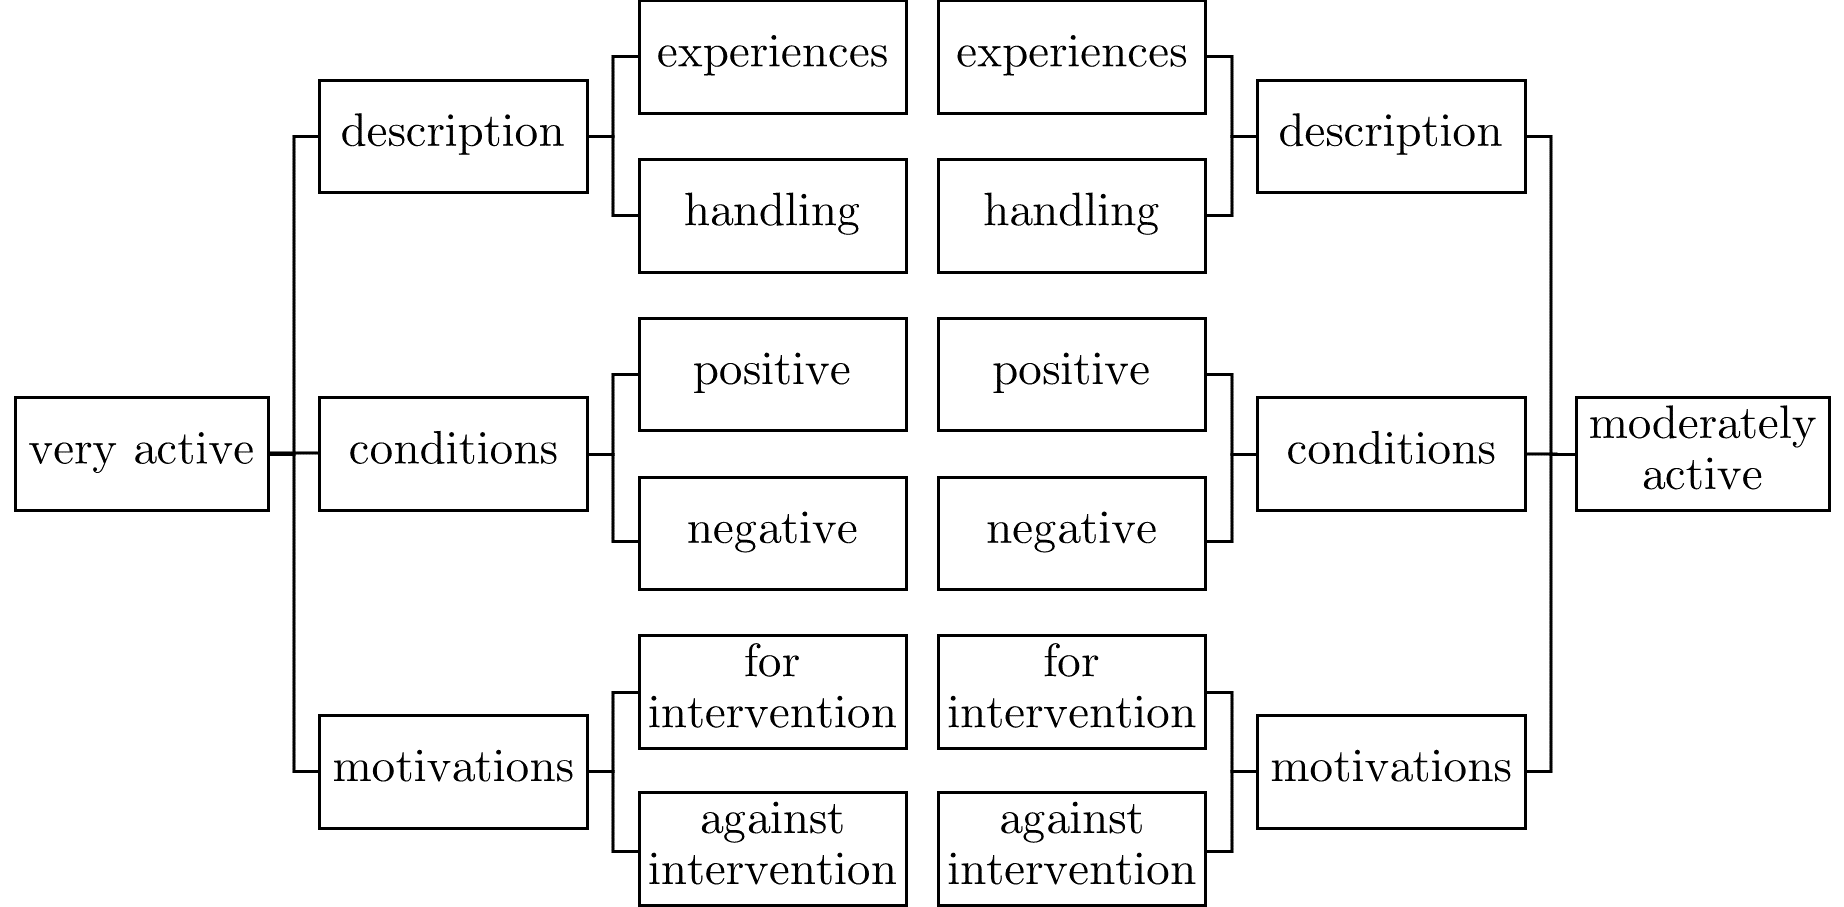 experiences
experiences
description
description
handling
handling
positive
positive
very active
conditions
conditions
moderately
active
negative
negative
for
intervention
for
intervention
motivations
motivations
against
intervention
against
intervention